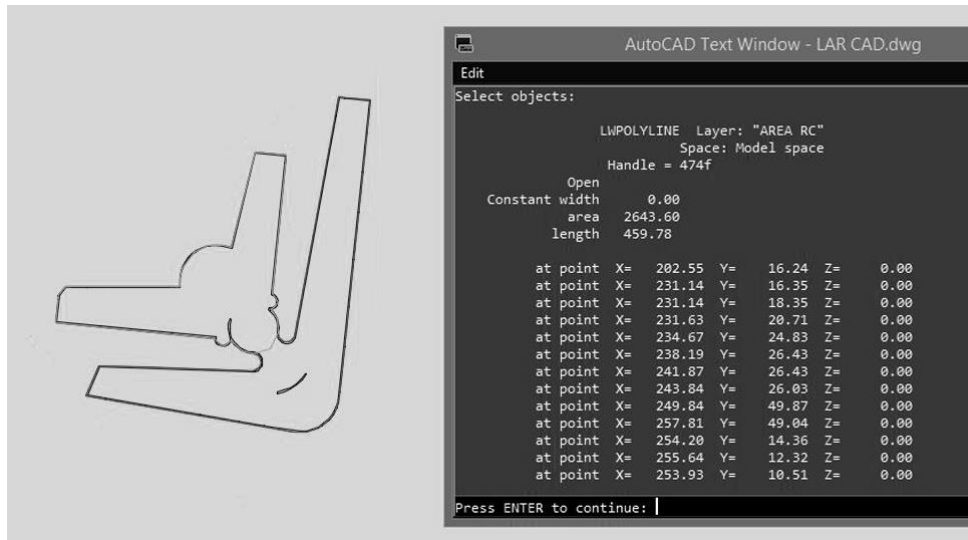 AutoCAD Text Window - LAR CAD.dwg
Edit
Select objects:
LWPOLYLINE Layer: "AREA RC"
Space: Model space
Handle = 474f
Open
Constant width 0.00
area 2643.60
length 459.78
at point X= 202.55 Y= 16.24 Z= 0.00
at point X= 231.14 Y= 16.35 Z= 0.00
at point X= 231.14 Y= 18.35 Z= 0.00
at point X= 231.63 Y= 20.71 Z= 0.00
at point X= 234.67 Y= 24.83 Z= 0.00
at point X= 238.19 Y= 26.43 Z= 0.00
at point X= 241.87 Y= 26.43 Z= 0.00
at point X= 243.84 Y= 26.03 Z= 0.00
at point X= 249.84 Y= 49.87 Z= 0.00
at point X= 257.81 Y= 49.04 Z= 0.00
at point X= 254.20 Y= 14.36 Z= 0.00
at point X= 255.64 Y= 12.32 Z= 0.00
at point X= 253.93 Y= 10.51 Z= 0.00
Press ENTER to continue: